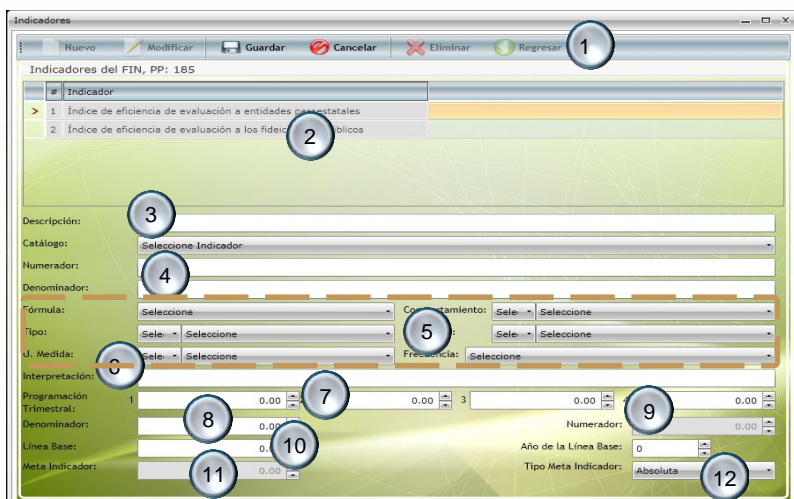 Indicadores
Nuevo Modificar Guardar Cancelar Eliminar Regresar 1
Indicadores del FIN, PP: 185
# Indicador
> 1 Índice de eficiencia de evaluación a entidades
2 Índice de eficiencia de evaluación a los 2
Descripción: 3
Catálogo: Seleccione Indicador
Numerador:
4
Denominador:
Fórmula: Seleccione Sele Seleccione
Tipo: Sele Seleccione 5 Sele Seleccione
U. Medida: Sele Seleccione Seleccione
6
Interpretación:
Programación Trimestral: 1 0.00 7 0.00 3 0.00 0.00
Denominador: 8 0.00 Numerador: 9 0.00
Línea Base: 10 Año de la Línea Base: 0
Meta Indicador: 11 0.00 Tipo Meta Indicador: Absoluta 12